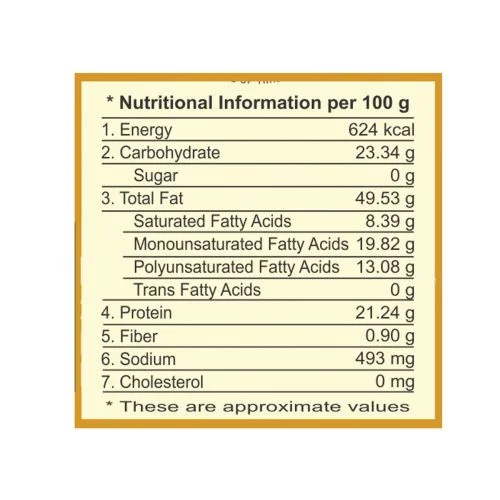 * Nutritional Information per 100 g
1. Energy 624 kcal
2. Carbohydrate 23.34 g
Sugar 0 g
3. Total Fat 49.53 g
Saturated Fatty Acids 8.39 g
Monounsaturated Fatty Acids 19.82 g
Polyunsaturated Fatty Acids 13.08 g
Trans Fatty Acids 0 g
4. Protein 21.24 g
5. Fiber 0.90 g
6. Sodium 493 mg
7. Cholesterol 0 mg
* These are approximate values